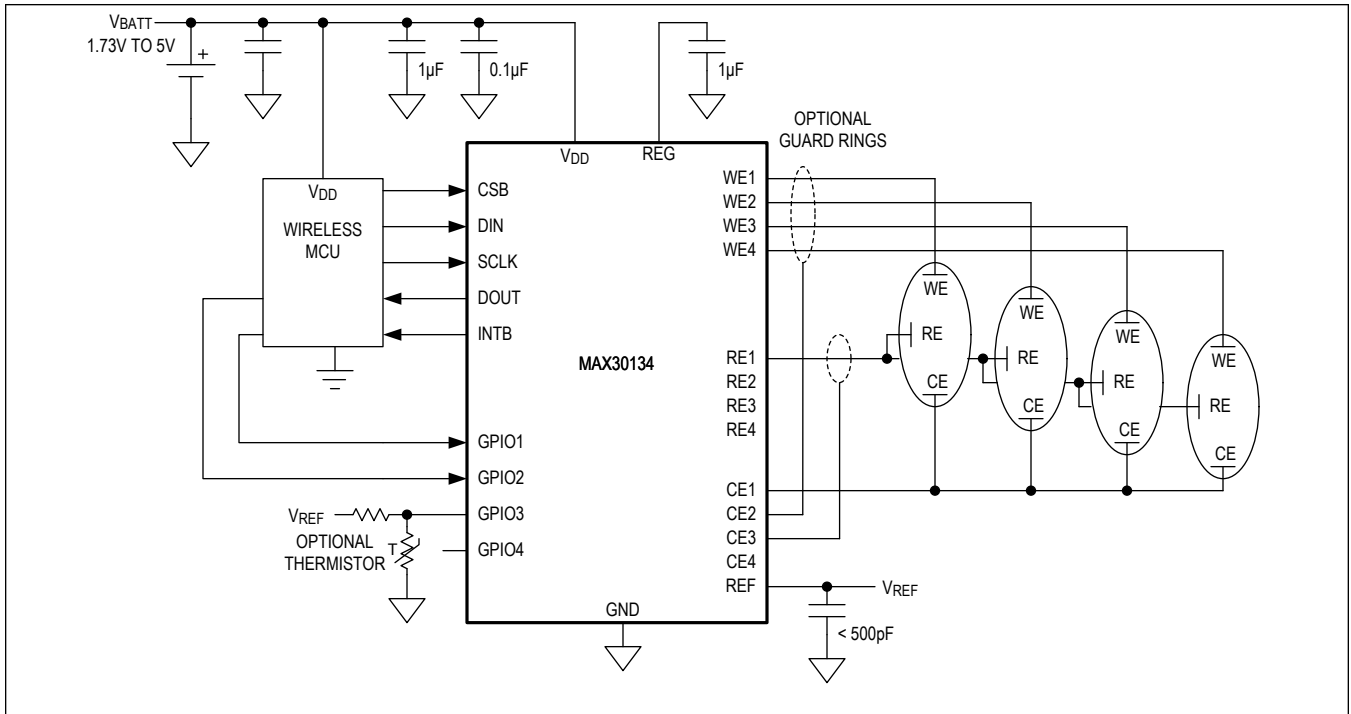 VBATT
1.73V TO 5V
+
1µF
0.1µF
1µF
OPTIONAL
GUARD RINGS
VDD
REG
VDD
WIRELESS
MCU
CSB
DIN
SCLK
DOUT
INTB
MAX30134
GPIO1
GPIO2
GPIO3
GPIO4
VREF
OPTIONAL
THERMISTOR
T
GND
WE1
WE2
WE3
WE4
RE1
RE2
RE3
RE4
CE1
CE2
CE3
CE4
REF
VREF
< 500pF
WE
RE
CE
WE
RE
CE
WE
RE
CE
WE
RE
CE